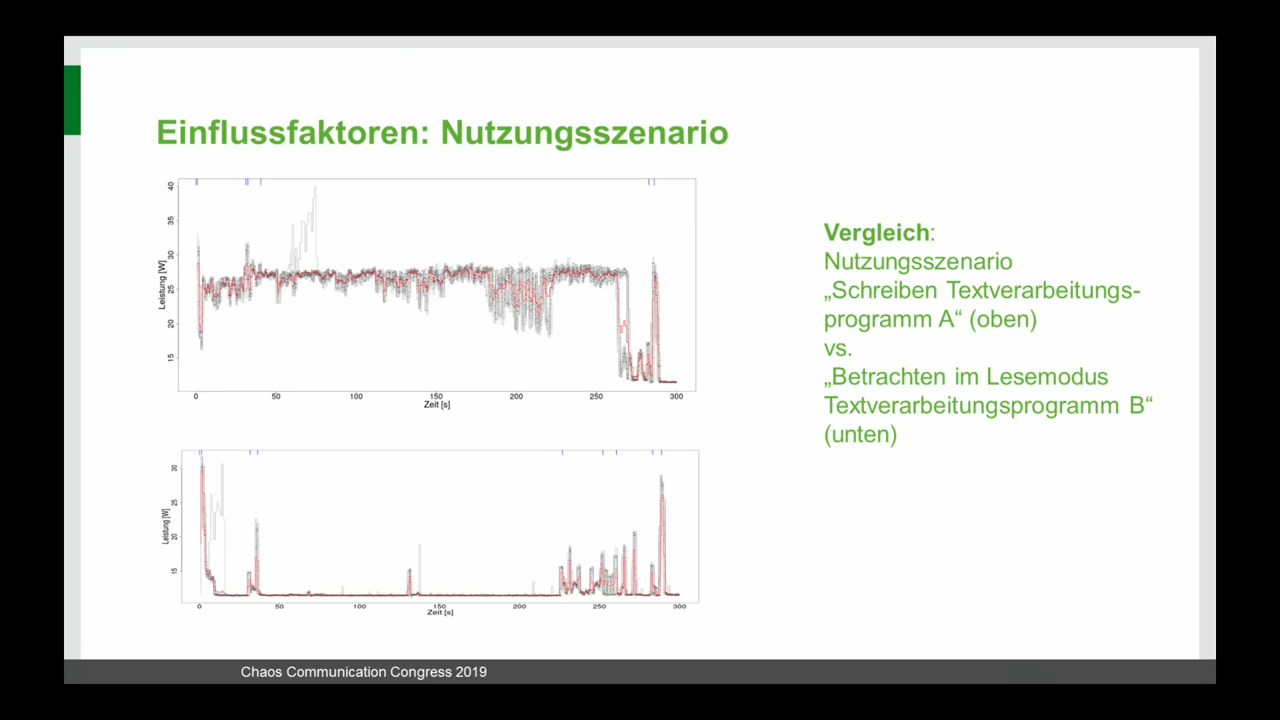 Einflussfaktoren: Nutzungsszenario
40
35
30
25
20
15
Leistung [W]
0 50 100 150 200 250 300
Zeit [s]
Vergleich:
Nutzungsszenario
„Schreiben Textverarbeitungs-
programm A“ (oben)
vs.
„Betrachten im Lesemodus
Textverarbeitungsprogramm B“
(unten)
30
25
20
15
Leistung [W]
0 50 100 150 200 250 300
Zeit [s]
Chaos Communication Congress 2019